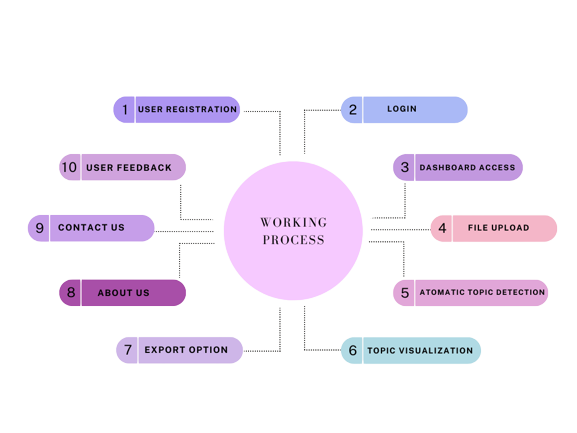 1 USER REGISTRATION
2 LOGIN
3 DASHBOARD ACCESS
4 FILE UPLOAD
5 ATOMATIC TOPIC DETECTION
6 TOPIC VISUALIZATION
7 EXPORT OPTION
8 ABOUT US
9 CONTACT US
10 USER FEEDBACK
WORKING
PROCESS